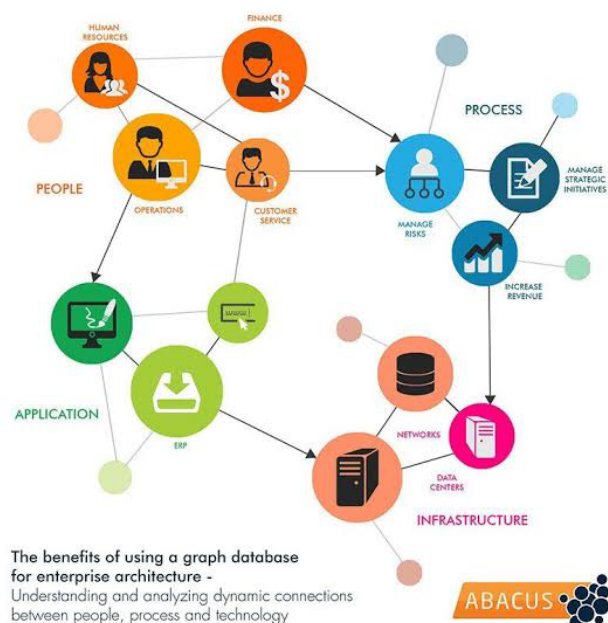 HUMAN
RESOURCES
FINANCE
PROCESS
PEOPLE
OPERATIONS
CUSTOMER
SERVICE
MANAGE
RISKS
MANAGE
STRATEGIC
INITIATIVES
INCREASE
REVENUE
www
APPLICATION
ERP
NETWORKS
DATA
CENTERS
INFRASTRUCTURE
The benefits of using a graph database
for enterprise architecture -
Understanding and analyzing dynamic connections
between people, process and technology
ABACUS